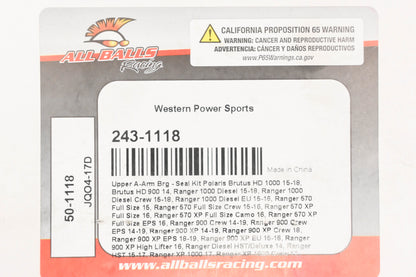 ALL BALLS
Racing
CALIFORNIA PROPOSITION 65 WARNING
WARNING: CANCER AND REPRODUCTIVE HARM
ADVERTENCIA: CÁNCER Y DAÑOS REPRODUCTIVOS
www.P65Warnings.ca.gov
Western Power Sports
243-1118
Made in China
50-1118
JQO4-17D
Upper A-Arm Brg - Seal Kit Polaris Brutus HD 1000 15-18,
Brutus HD 900 14, Ranger 1000 Diesel 15-18, Ranger 1000
Diesel Crew 15-18, Ranger 1000 Diesel EU 15-16, Ranger 570
Full Size 16, Ranger 570 Full Size Crew 15-16, Ranger 570 XP
Full Size 16, Ranger 570 XP Full Size Camo 16, Ranger 570 XP
Full Size EPS 16, Ranger 900 Crew 14-19, Ranger 900 Crew
EPS 14-19, Ranger 900 XP 14-19, Ranger 900 XP Crew 18,
Ranger 900 XP EPS 18-19, Ranger 900 XP EU 15-16, Ranger
900 XP High Lifter 16, Ranger Diesel HST/Deluxe 14, Ranger
HST 15-17, Ranger XP 1000 17, Ranger XP
www.allballsracing.com